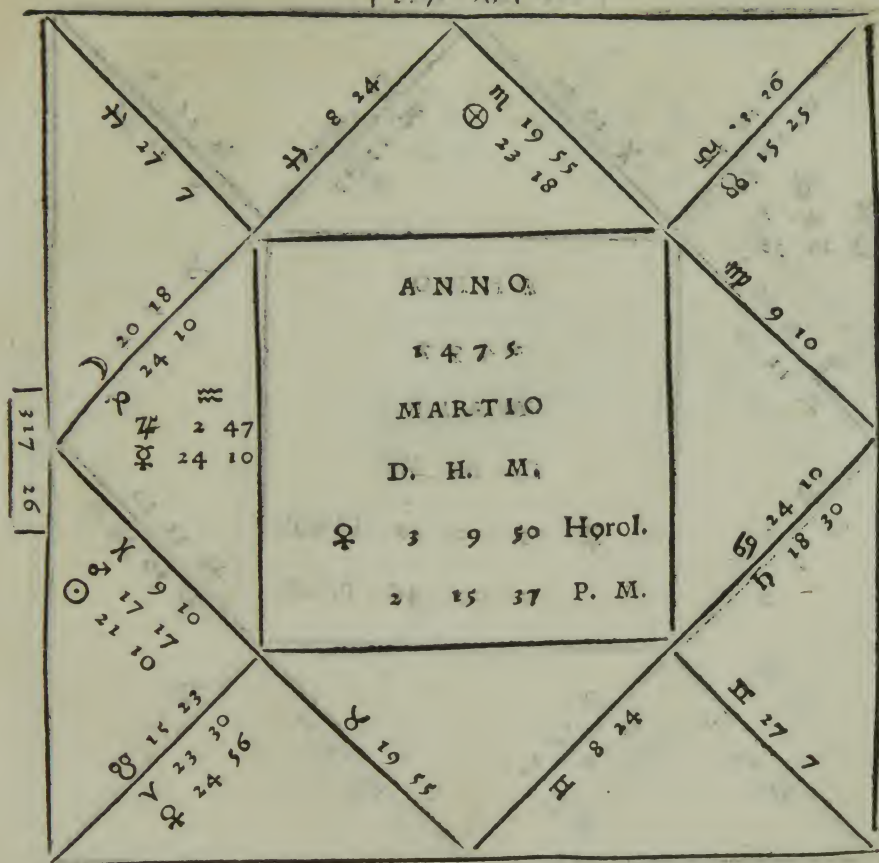 ♐ 27 7
♐ 8 24
♏ 19 55
⊕ 23 18
☊ 15 25
♍ 9 10
☽ 20 18
24 10
♒
♃ 2 47
☿ 24 10
| 317 26 |
ANNO
1475
MARTIO
D. H. M.
♀ 3 9 50 Horol.
2 15 37 P. M.
♋ 24 10
♄ 18 30
♓ 9 10
♂ 17 17
☉ 21 10
☋ 15 23
♈ 23 30
♀ 24 56
♉ 19 55
♊ 8 24
♊ 27 7